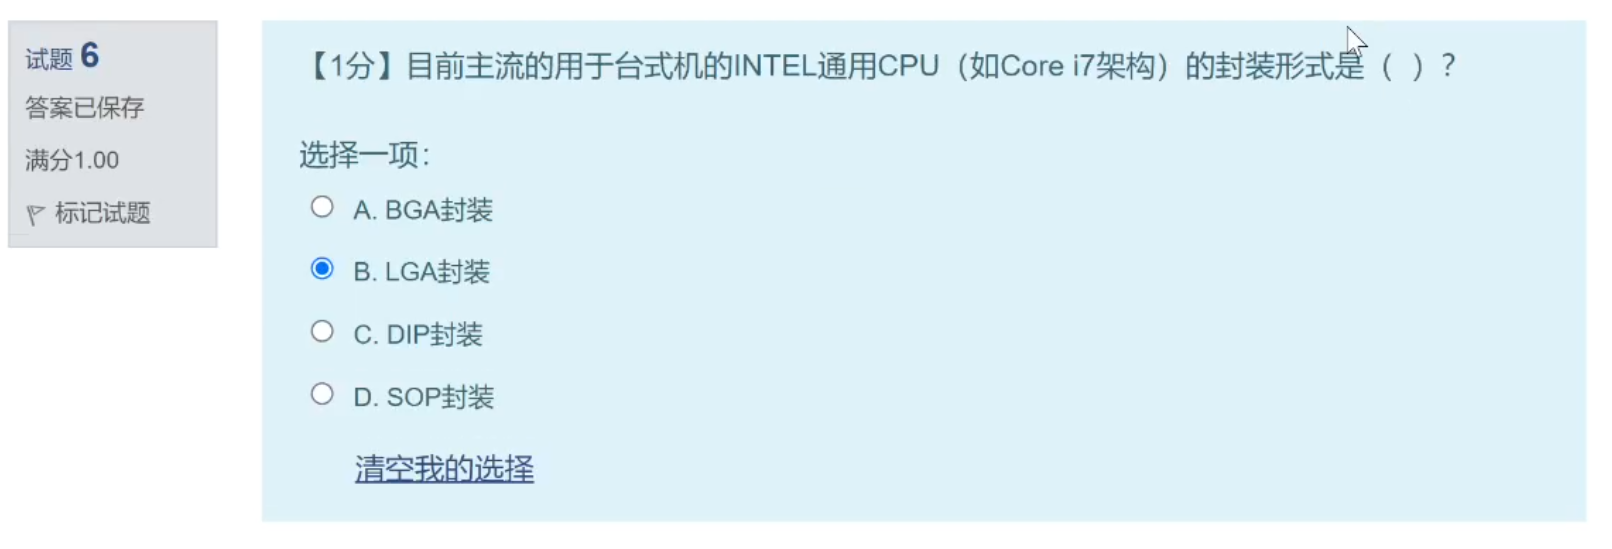 试题 6
答案已保存
满分1.00
标记试题
【1分】目前主流的用于台式机的INTEL通用CPU（如Core i7架构）的封装形式是（ ）？
选择一项：
A. BGA封装
B. LGA封装
C. DIP封装
D. SOP封装
清空我的选择